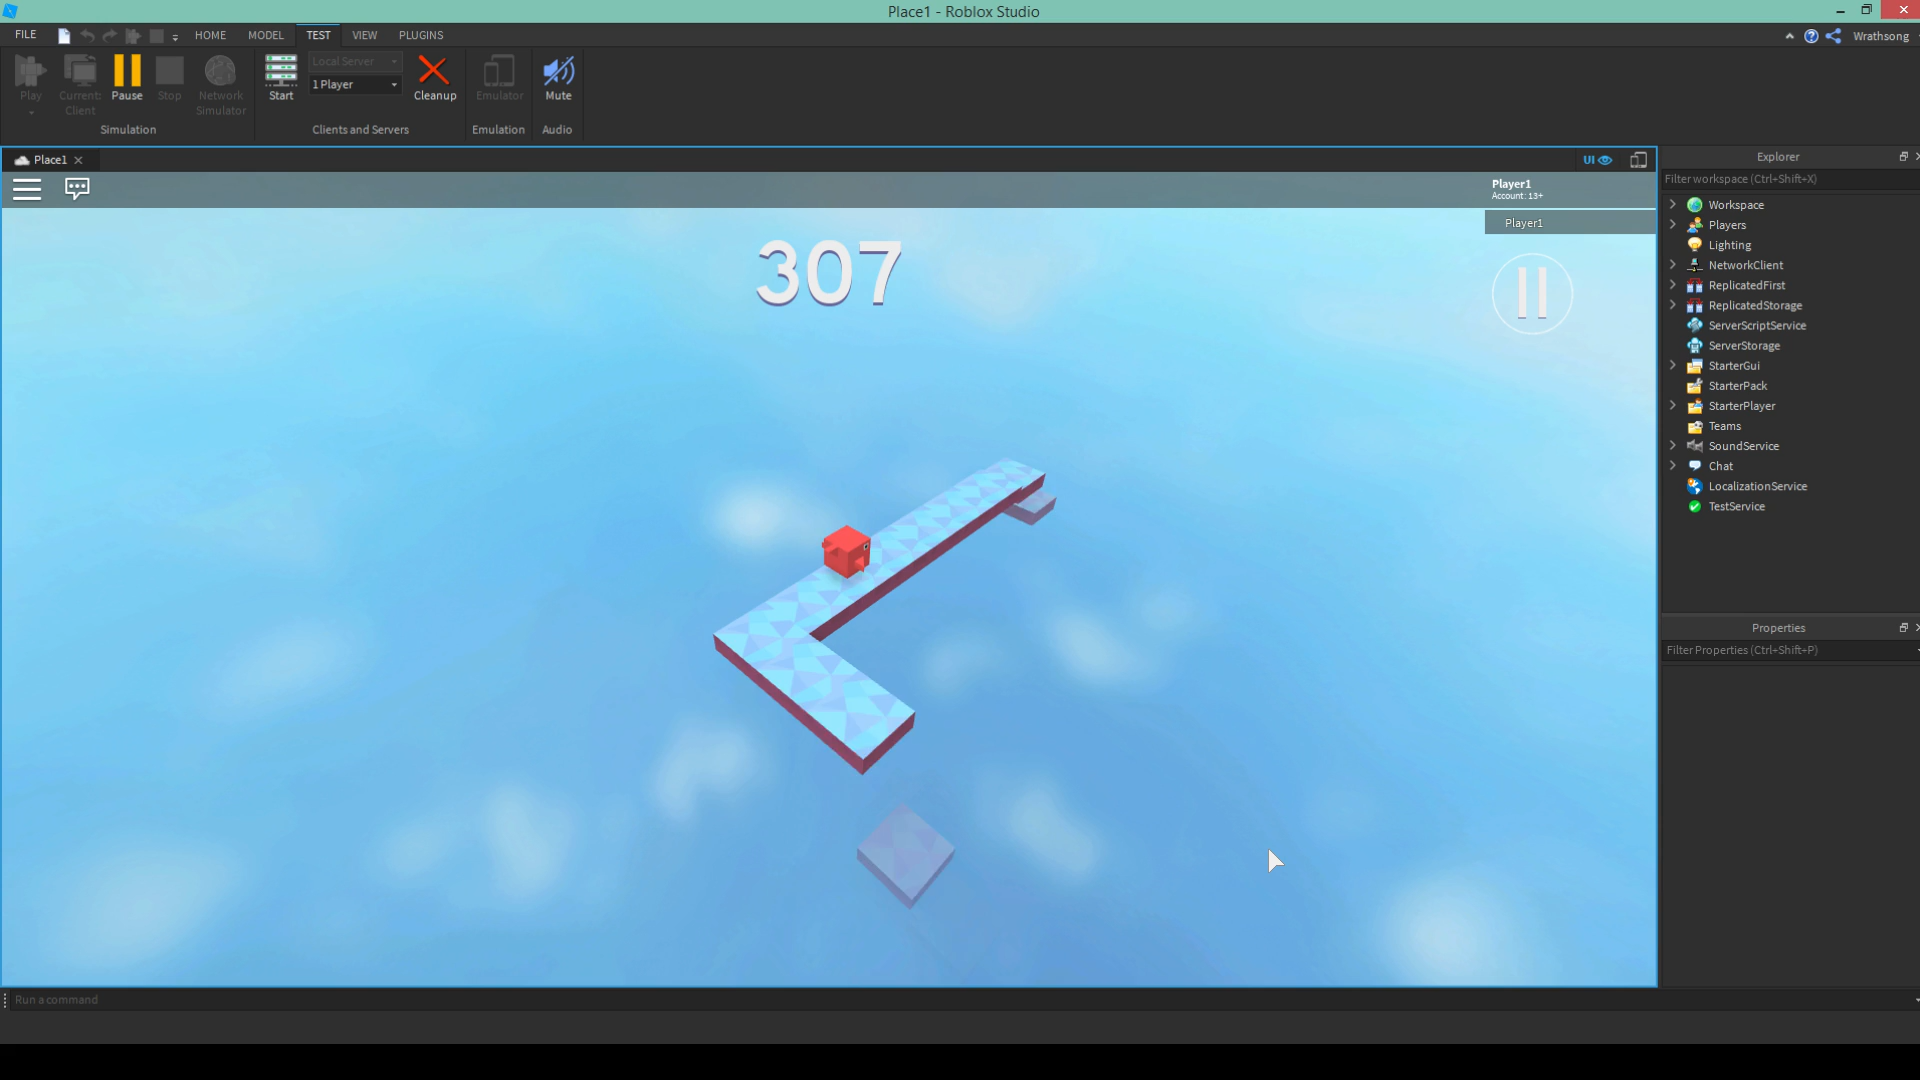 Place1 - Roblox Studio
FILE HOME MODEL TEST VIEW PLUGINS Wrathsong
Play Current: Client Pause Stop Network Simulator Start Local Server 1 Player Cleanup Emulator Mute
Simulation Clients and Servers Emulation Audio
Place1 UI
Player1
Account: 13+
Player1
307
Explorer
Filter workspace (Ctrl+Shift+X)
Workspace
Players
Lighting
NetworkClient
ReplicatedFirst
ReplicatedStorage
ServerScriptService
ServerStorage
StarterGui
StarterPack
StarterPlayer
Teams
SoundService
Chat
LocalizationService
TestService
Properties
Filter Properties (Ctrl+Shift+P)
Run a command